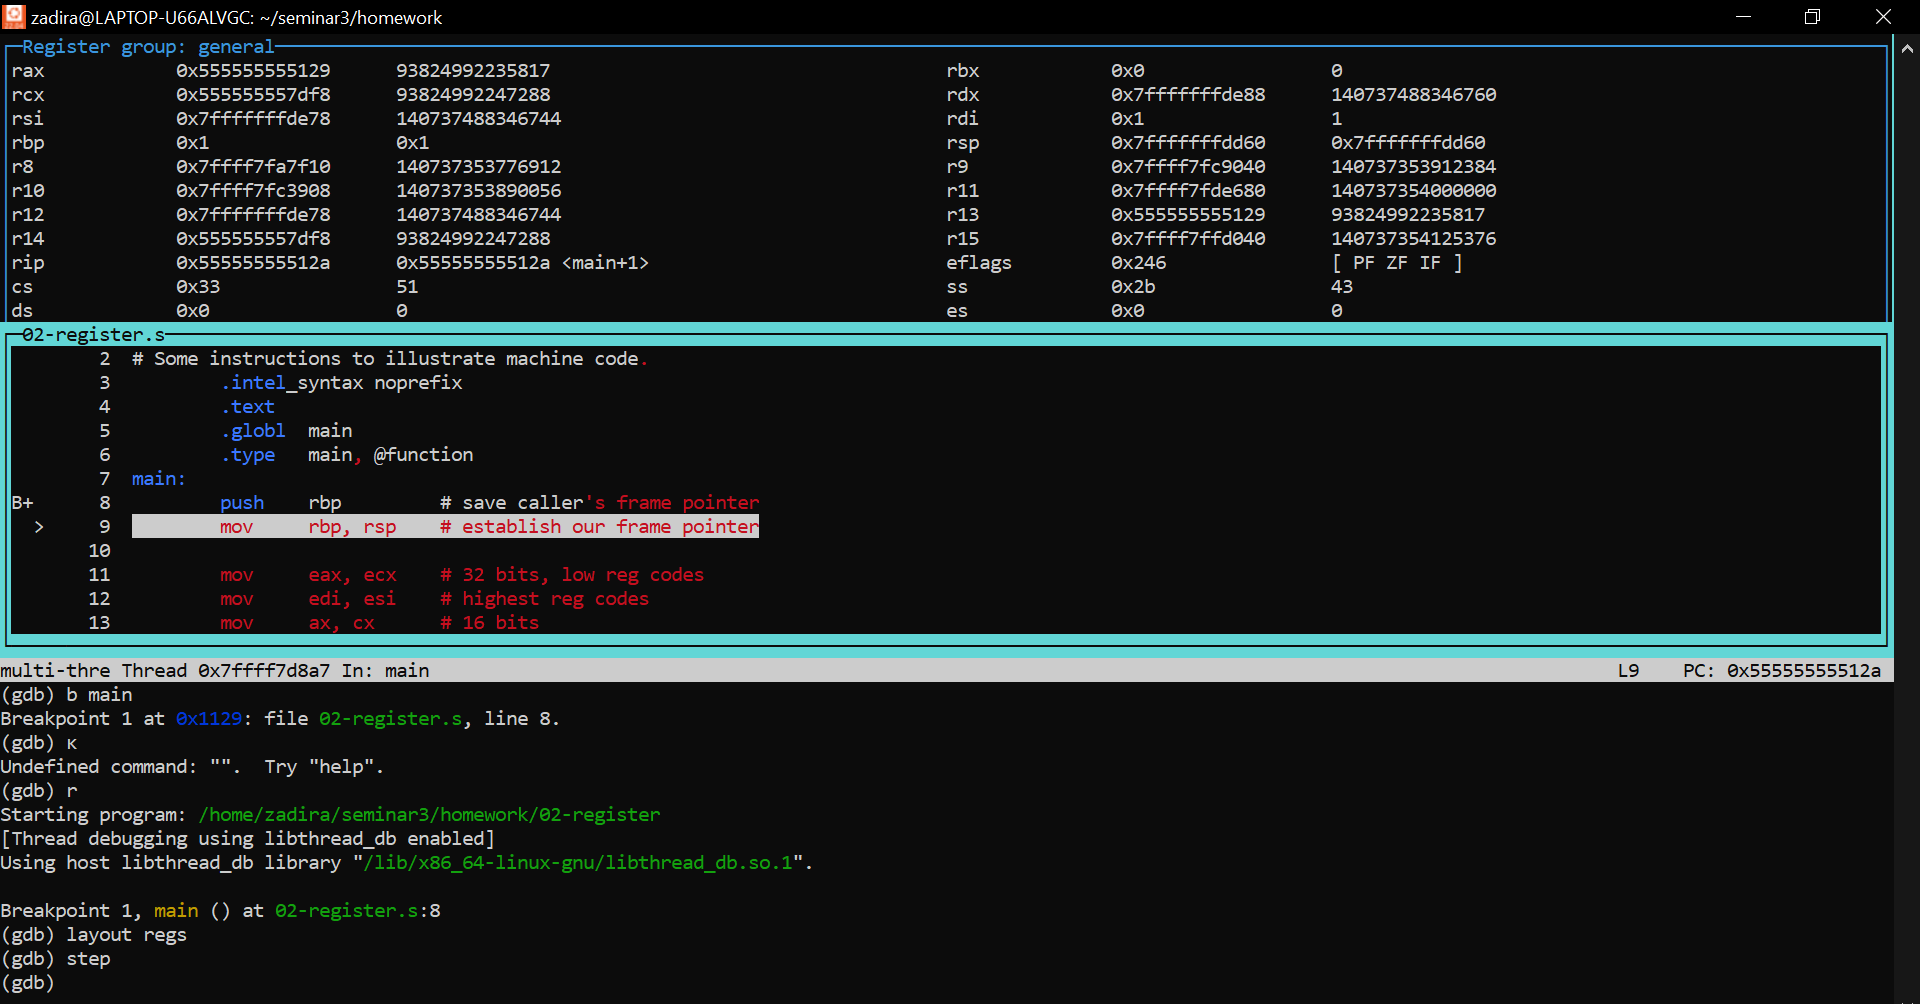 zadira@LAPTOP-U66ALVGC: ~/seminar3/homework
Register group: general
rax 0x555555555129 93824992235817 rbx 0x0 0
rcx 0x555555557df8 93824992247288 rdx 0x7fffffffde88 140737488346760
rsi 0x7fffffffde78 140737488346744 rdi 0x1 1
rbp 0x1 0x1 rsp 0x7fffffffdd60 0x7fffffffdd60
r8 0x7ffff7fa7f10 140737353776912 r9 0x7ffff7fc9040 140737353912384
r10 0x7ffff7fc3908 140737353890056 r11 0x7ffff7fde680 140737354000000
r12 0x7fffffffde78 140737488346744 r13 0x555555555129 93824992235817
r14 0x555555557df8 93824992247288 r15 0x7ffff7ffd040 140737354125376
rip 0x55555555512a 0x55555555512a <main+1> eflags 0x246 [ PF ZF IF ]
cs 0x33 51 ss 0x2b 43
ds 0x0 0 es 0x0 0
02-register.s
2 # Some instructions to illustrate machine code.
3 .intel_syntax noprefix
4 .text
5 .globl main
6 .type main, @function
7 main:
B+ 8 push rbp # save caller's frame pointer
> 9 mov rbp, rsp # establish our frame pointer
10
11 mov eax, ecx # 32 bits, low reg codes
12 mov edi, esi # highest reg codes
13 mov ax, cx # 16 bits
multi-thre Thread 0x7ffff7d8a7 In: main L9 PC: 0x55555555512a
(gdb) b main
Breakpoint 1 at 0x1129: file 02-register.s, line 8.
(gdb) к
Undefined command: "". Try "help".
(gdb) r
Starting program: /home/zadira/seminar3/homework/02-register
[Thread debugging using libthread_db enabled]
Using host libthread_db library "/lib/x86_64-linux-gnu/libthread_db.so.1".
Breakpoint 1, main () at 02-register.s:8
(gdb) layout regs
(gdb) step
(gdb)